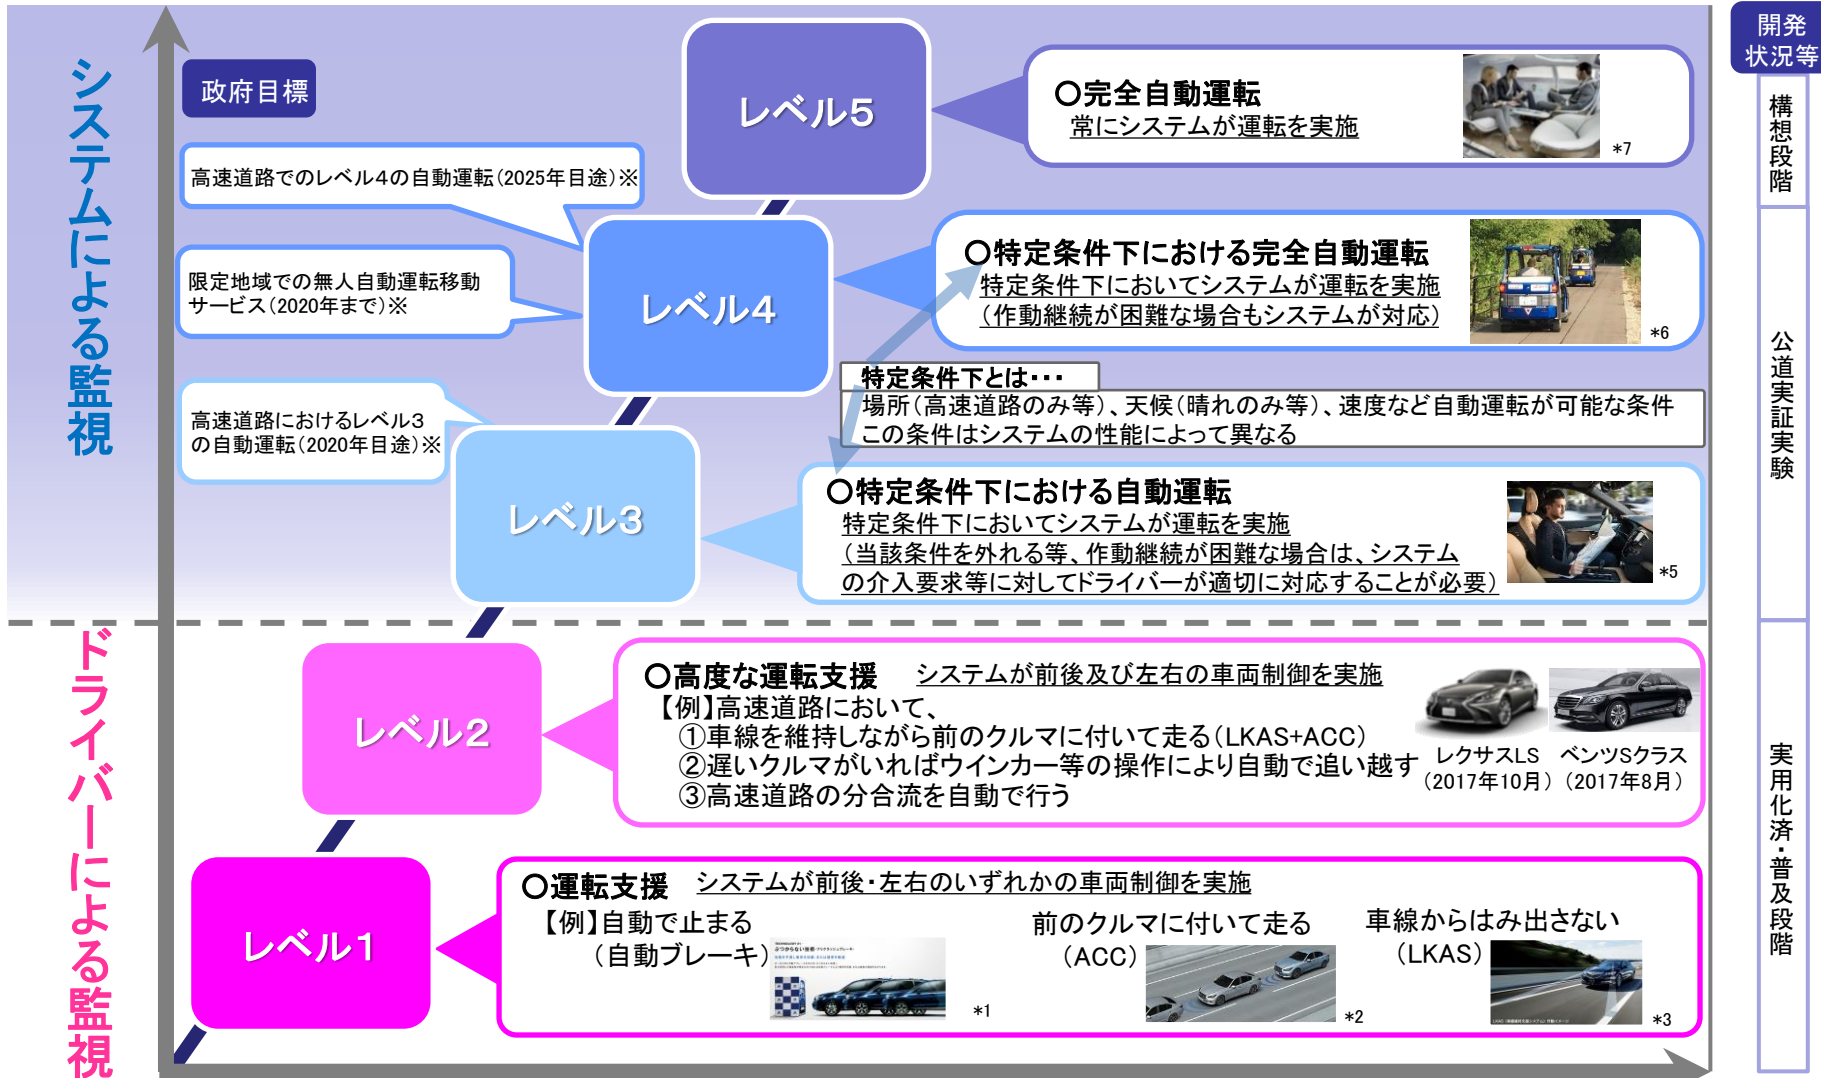 システムによる監視
ドライバーによる監視
政府目標
高速道路でのレベル4の自動運転(2025年目途)※
限定地域での無人自動運転移動
サービス(2020年まで)※
高速道路におけるレベル3
の自動運転(2020年目途)※
レベル5
○完全自動運転
常にシステムが運転を実施
*7
レベル4
○特定条件下における完全自動運転
特定条件下においてシステムが運転を実施
(作動継続が困難な場合もシステムが対応)
*6
特定条件下とは・・・
場所(高速道路のみ等)、天候(晴れのみ等)、速度など自動運転が可能な条件
この条件はシステムの性能によって異なる
レベル3
○特定条件下における自動運転
特定条件下においてシステムが運転を実施
(当該条件を外れる等、作動継続が困難な場合は、システム
の介入要求等に対してドライバーが適切に対応することが必要)
*5
レベル2
○高度な運転支援 システムが前後及び左右の車両制御を実施
【例】高速道路において、
①車線を維持しながら前のクルマに付いて走る(LKAS+ACC)
②遅いクルマがいればウインカー等の操作により自動で追い越す
③高速道路の分合流を自動で行う
レクサスLS
(2017年10月)
ベンツSクラス
(2017年8月)
レベル1
○運転支援 システムが前後・左右のいずれかの車両制御を実施
【例】自動で止まる
(自動ブレーキ)
*1
前のクルマに付いて走る
(ACC)
*2
車線からはみ出さない
(LKAS)
*3
開発
状況等
構想段階
公道実証実験
実用化済・普及段階